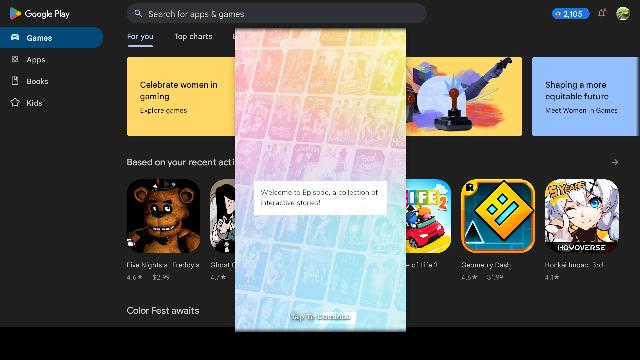 Google Play
Search for apps & games
2,105
Games
Apps
Books
Kids
For you
Top charts
Celebrate women in
gaming
Explore games
Shaping a more
equitable future
Meet Women in Games
Based on your recent acti
Welcome to Episode, a collection of
interactive stories!
LIFE 2
HOYOVERSE
Five Nights a
Freddy's
4.6★ $2.99
Ghost
4.7★
of Life 2
Geometry Dash
4.6★ $1.99
Honkai Impact 3rd
4.1★
Color Fest awaits
Tap To Continue